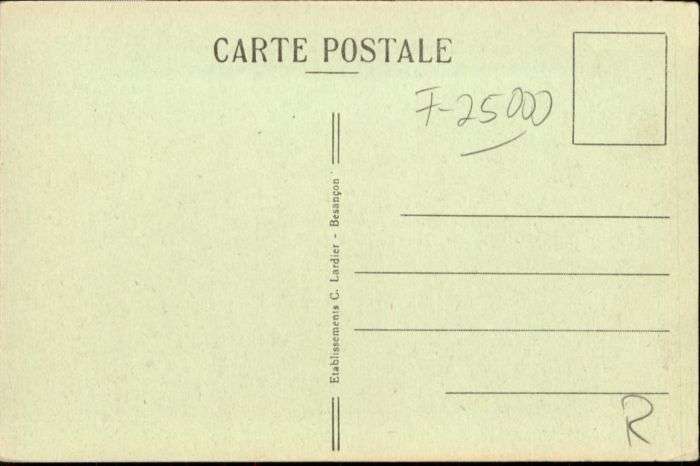 CARTE POSTALE
F-25000
Etablissements C. Lardier - Besançon
R